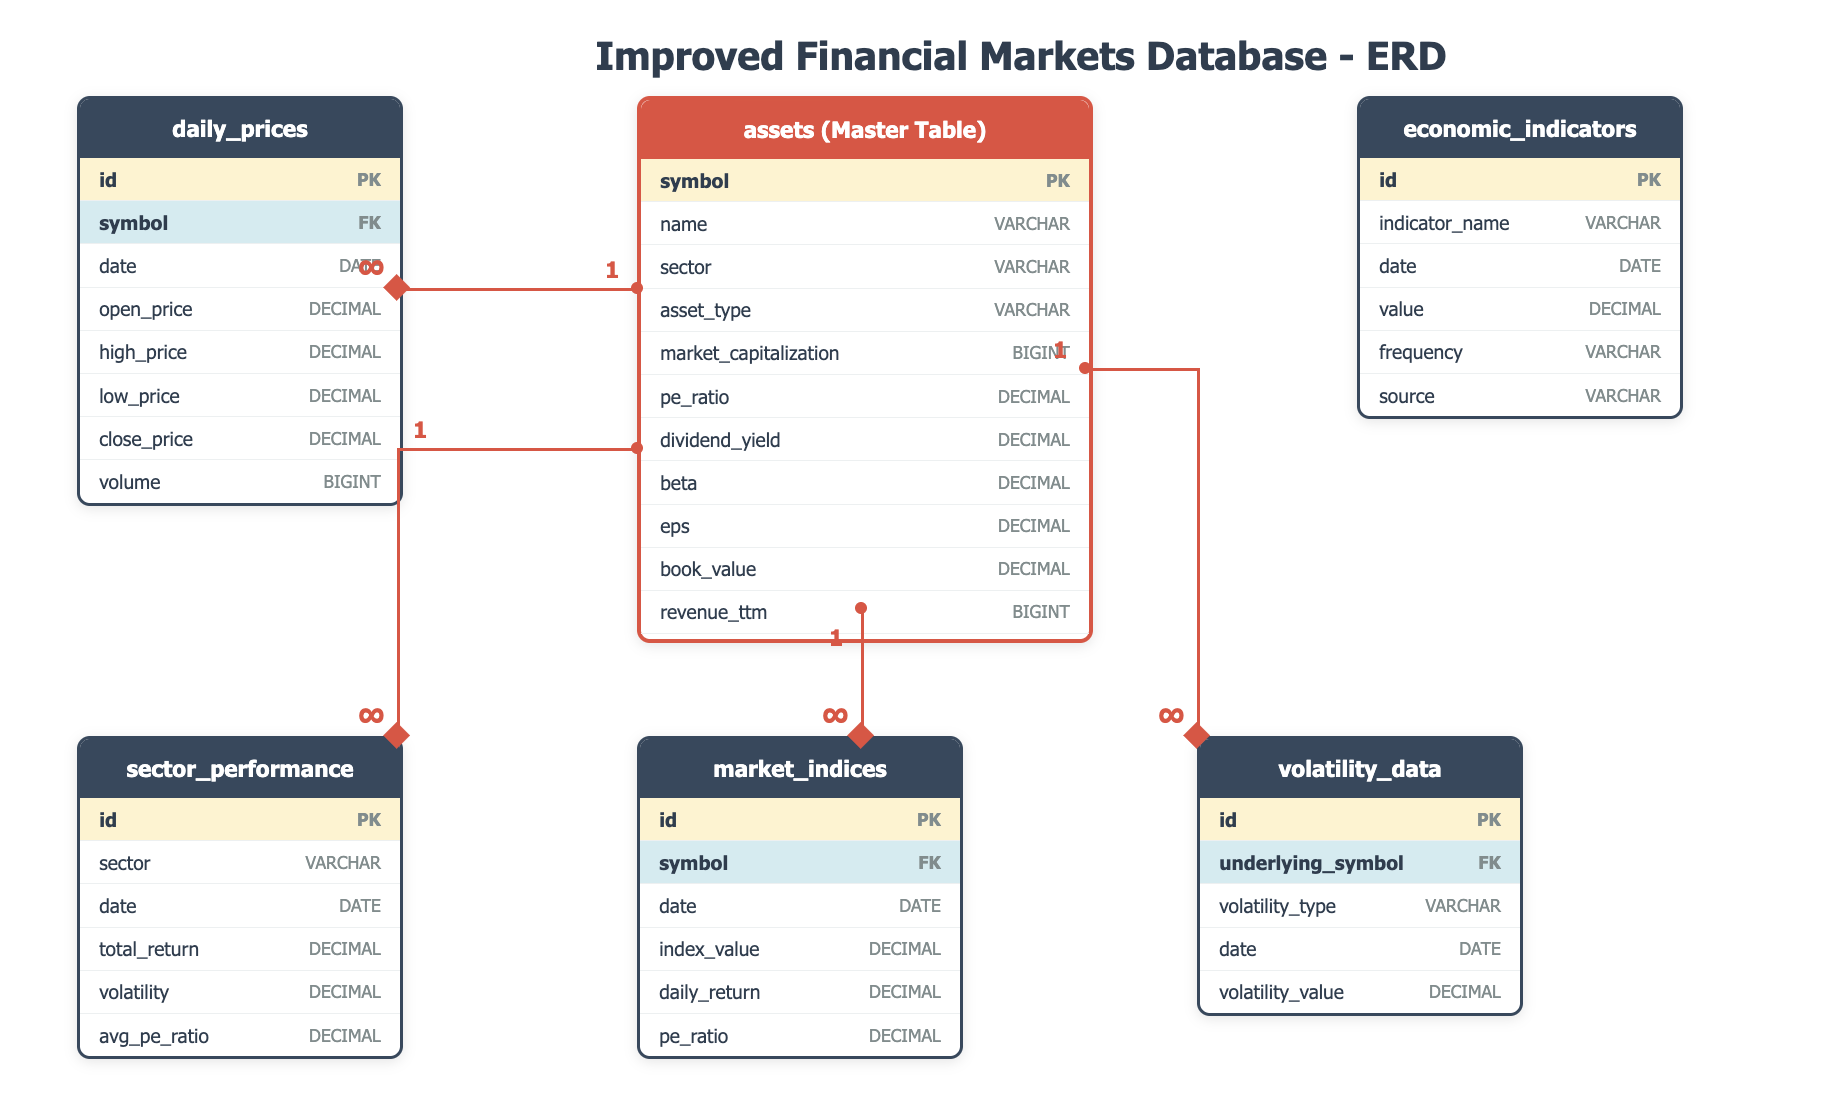 Improved Financial Markets Database - ERD
daily_prices
id PK
symbol FK
date DATE
∞
open_price DECIMAL
high_price DECIMAL
low_price DECIMAL
close_price DECIMAL
volume BIGINT
1
1
assets (Master Table)
symbol PK
name VARCHAR
sector VARCHAR
asset_type VARCHAR
market_capitalization BIGINT
1
pe_ratio DECIMAL
dividend_yield DECIMAL
beta DECIMAL
eps DECIMAL
book_value DECIMAL
revenue_ttm BIGINT
1
economic_indicators
id PK
indicator_name VARCHAR
date DATE
value DECIMAL
frequency VARCHAR
source VARCHAR
∞
sector_performance
id PK
sector VARCHAR
date DATE
total_return DECIMAL
volatility DECIMAL
avg_pe_ratio DECIMAL
∞
market_indices
id PK
symbol FK
date DATE
index_value DECIMAL
daily_return DECIMAL
pe_ratio DECIMAL
∞
volatility_data
id PK
underlying_symbol FK
volatility_type VARCHAR
date DATE
volatility_value DECIMAL